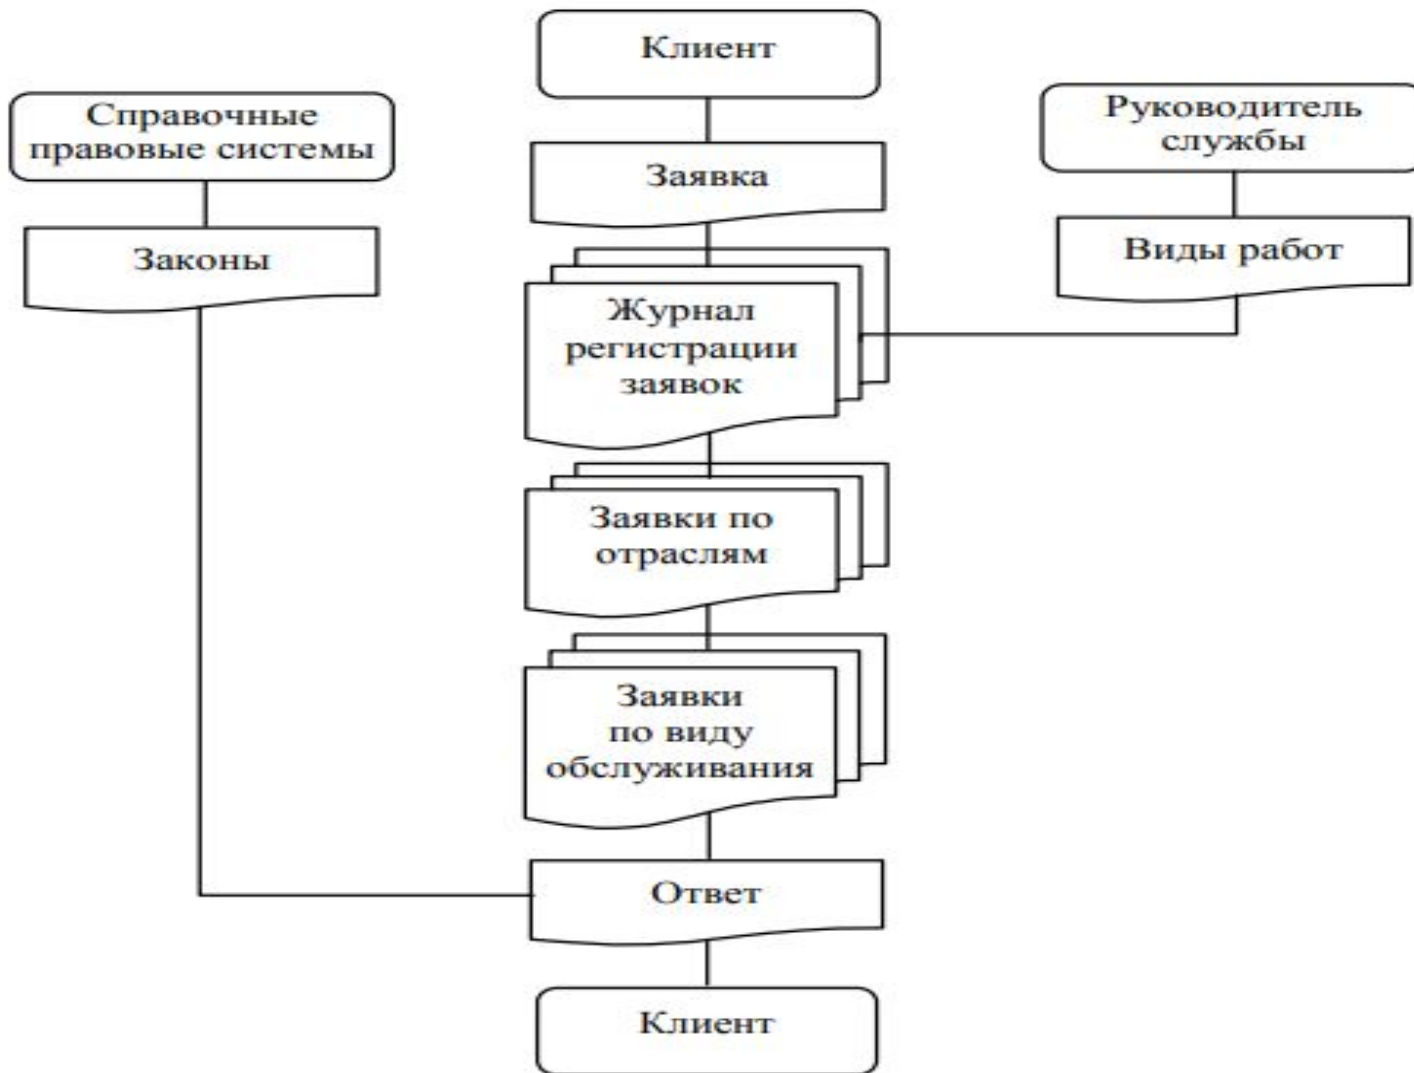 Клиент
Справочные
правовые системы
Руководитель
службы
Заявка
Законы
Виды работ
Журнал
регистрации
заявок
Заявки по
отраслям
Заявки
по виду
обслуживания
Ответ
Клиент